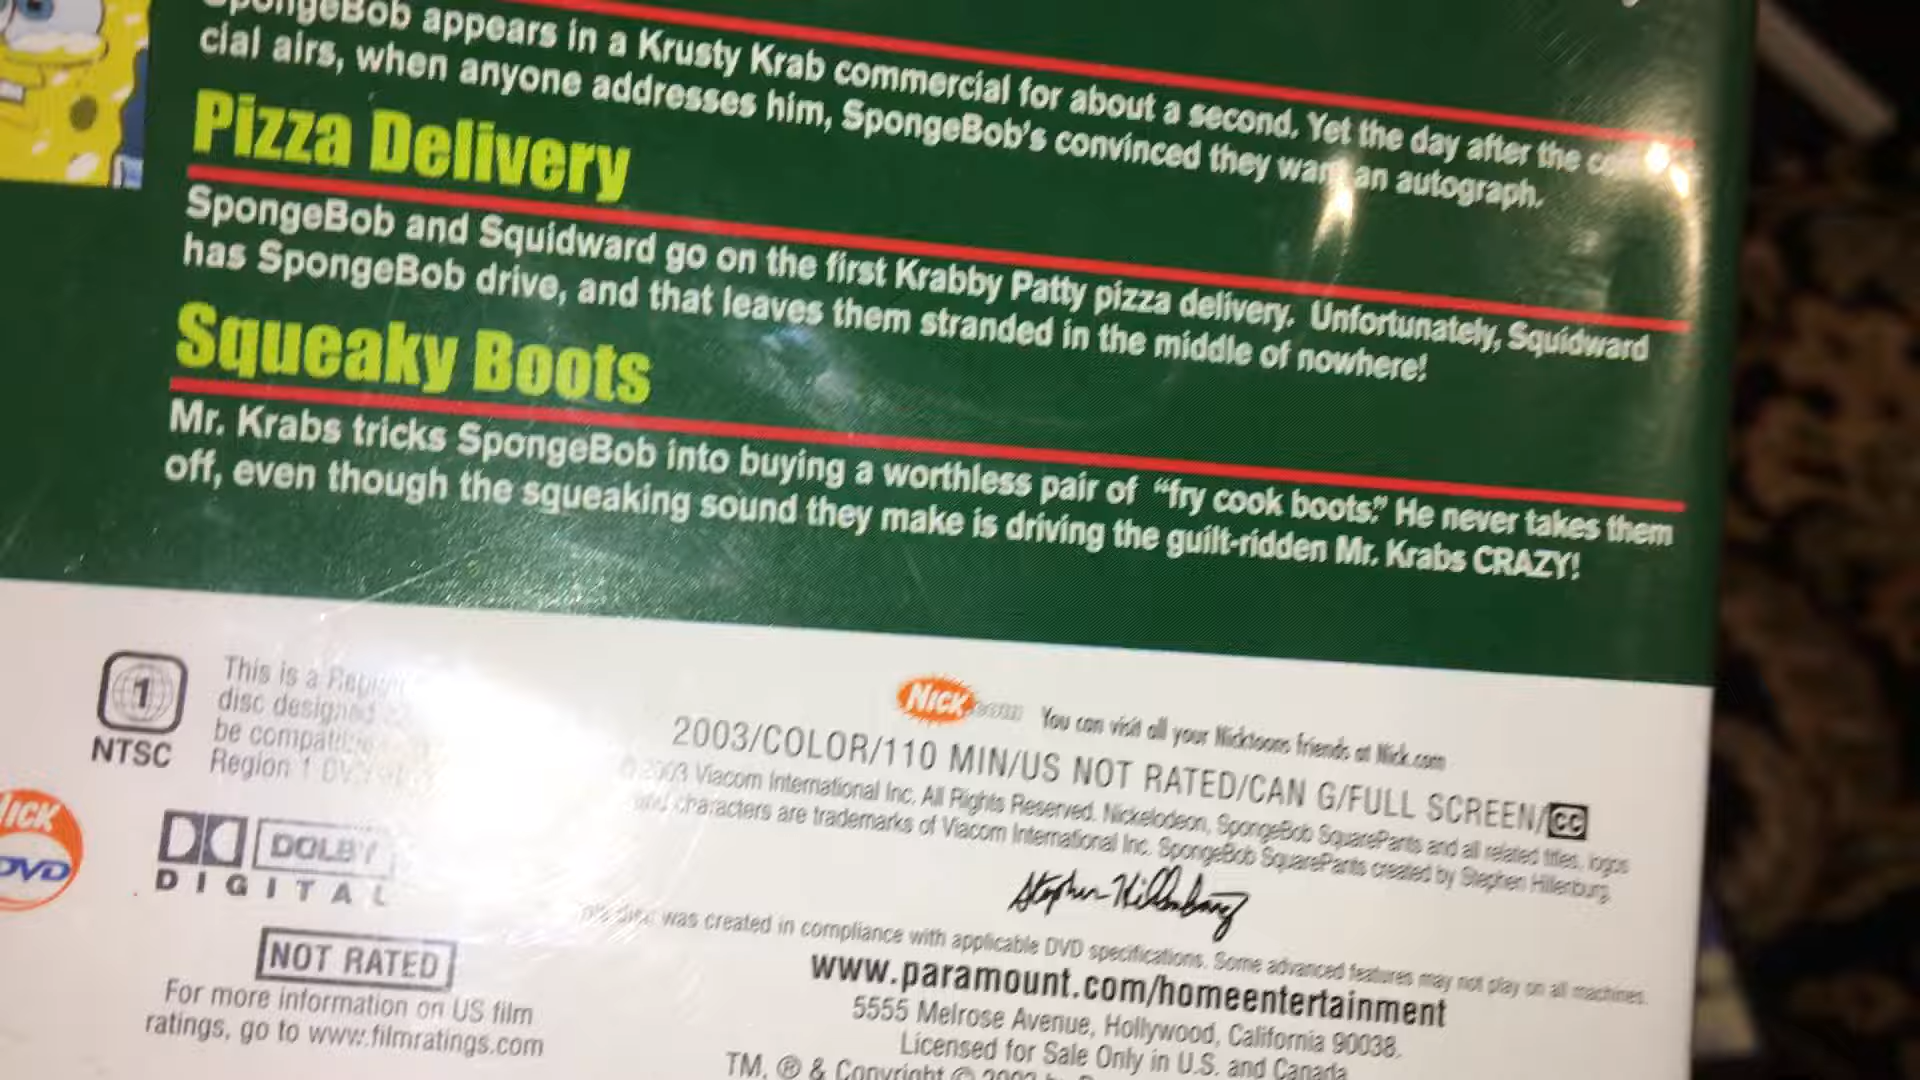 SpongeBob appears in a Krusty Krab commercial for about a second. Yet the day after the
cial airs, when anyone addresses him, SpongeBob's convinced they want an autograph.
Pizza Delivery
SpongeBob and Squidward go on the first Krabby Patty pizza delivery. Unfortunately, Squidward
has SpongeBob drive, and that leaves them stranded in the middle of nowhere!
Squeaky Boots
Mr. Krabs tricks SpongeBob into buying a worthless pair of "fry cook boots." He never takes them
off, even though the squeaking sound they make is driving the guilt-ridden Mr. Krabs CRAZY!
1
NTSC
This is a Region
disc designed
be compatible
Region 1
NICK
DVD
DOLBY
DIGITAL
NOT RATED
For more information on US film
ratings, go to www.filmratings.com
NICK.com You can visit all your Nicktoons friends at Nick.com
2003/COLOR/110 MIN/US NOT RATED/CAN G/FULL SCREEN/CC
© 2003 Viacom International Inc. All Rights Reserved. Nickelodeon, SpongeBob SquarePants and all related titles, logos
and characters are trademarks of Viacom International Inc. SpongeBob SquarePants created by Stephen Hillenburg.
Stephen Hillenburg
This disc was created in compliance with applicable DVD specifications. Some advanced features may not play on all machines.
www.paramount.com/homeentertainment
5555 Melrose Avenue, Hollywood, California 90038.
Licensed for Sale Only in U.S. and Canada.
TM, ® & Copyright © 2003